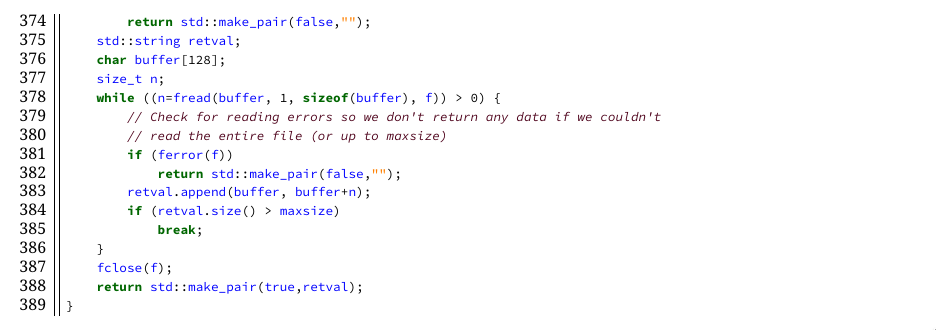 374         return std::make_pair(false,"");
375     std::string retval;
376     char buffer[128];
377     size_t n;
378     while ((n=fread(buffer, 1, sizeof(buffer), f)) > 0) {
379         // Check for reading errors so we don't return any data if we couldn't
380         // read the entire file (or up to maxsize)
381         if (ferror(f))
382             return std::make_pair(false,"");
383         retval.append(buffer, buffer+n);
384         if (retval.size() > maxsize)
385             break;
386     }
387     fclose(f);
388     return std::make_pair(true,retval);
389 }